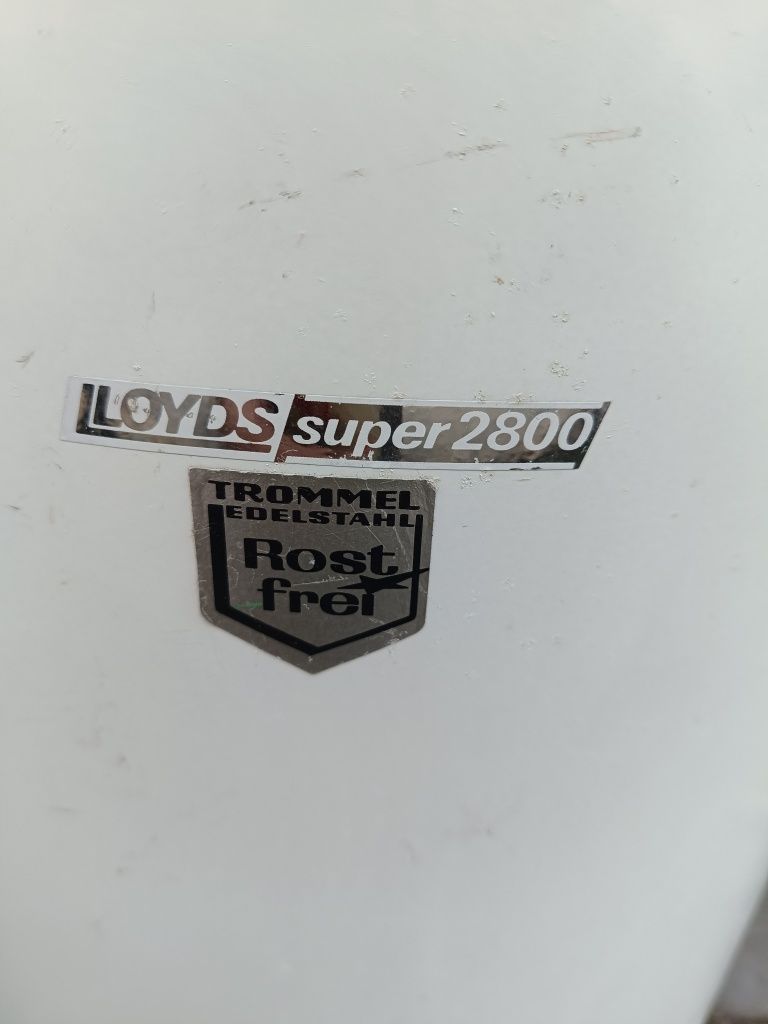 LLOYDS super 2800
TROMMEL
EDELSTAHL
Rost
frei